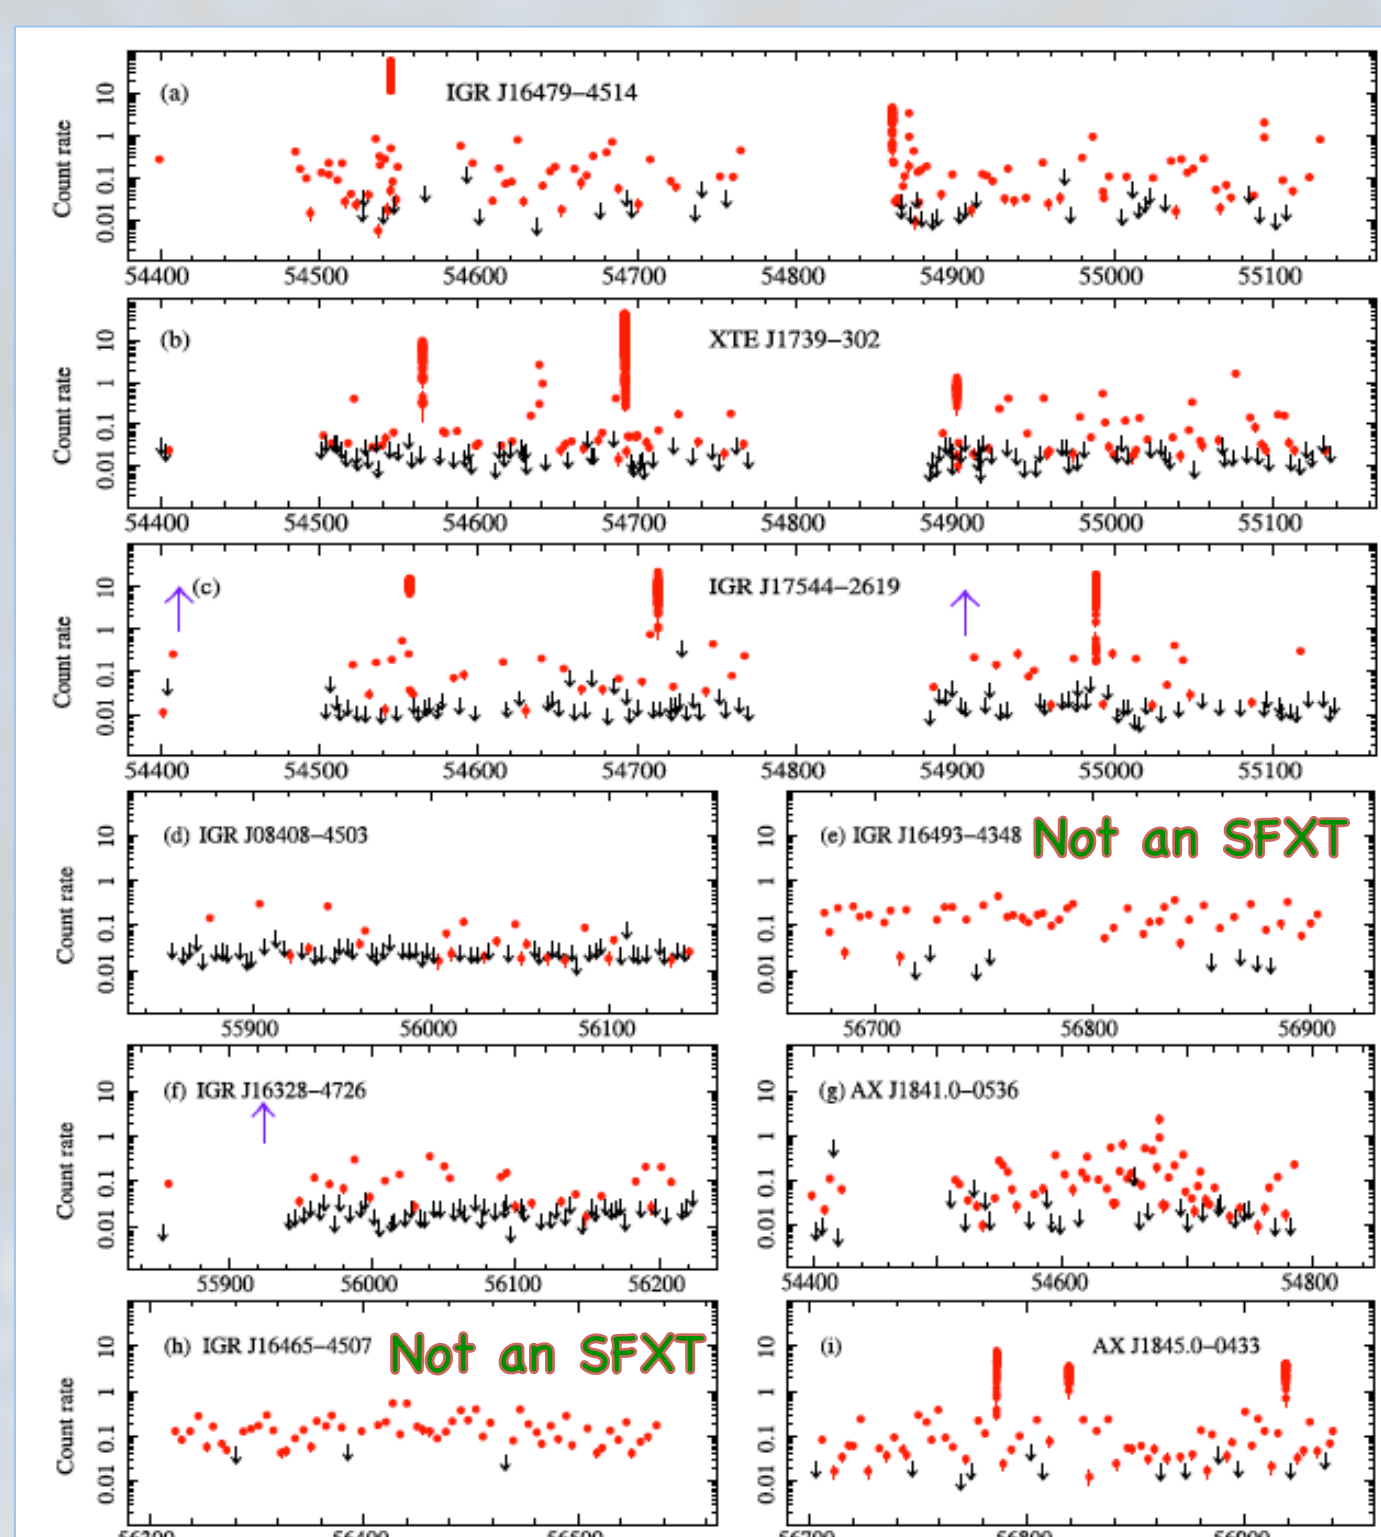 (a) IGR J16479−4514
Count rate
10
1
0.1
0.01
54400 54500 54600 54700 54800 54900 55000 55100
(b) XTE J1739−302
Count rate
10
1
0.1
0.01
54400 54500 54600 54700 54800 54900 55000 55100
(c) IGR J17544−2619
Count rate
10
1
0.1
0.01
54400 54500 54600 54700 54800 54900 55000 55100
(d) IGR J08408−4503
Count rate
10
1
0.1
0.01
55900 56000 56100
(e) IGR J16493−4348 Not an SFXT
10
1
0.1
0.01
56700 56800 56900
(f) IGR J16328−4726
Count rate
10
1
0.1
0.01
55900 56000 56100 56200
(g) AX J1841.0−0536
10
1
0.1
0.01
54400 54600 54800
(h) IGR J16465−4507 Not an SFXT
Count rate
10
1
0.1
0.01
(i) AX J1845.0−0433
10
1
0.1
0.01